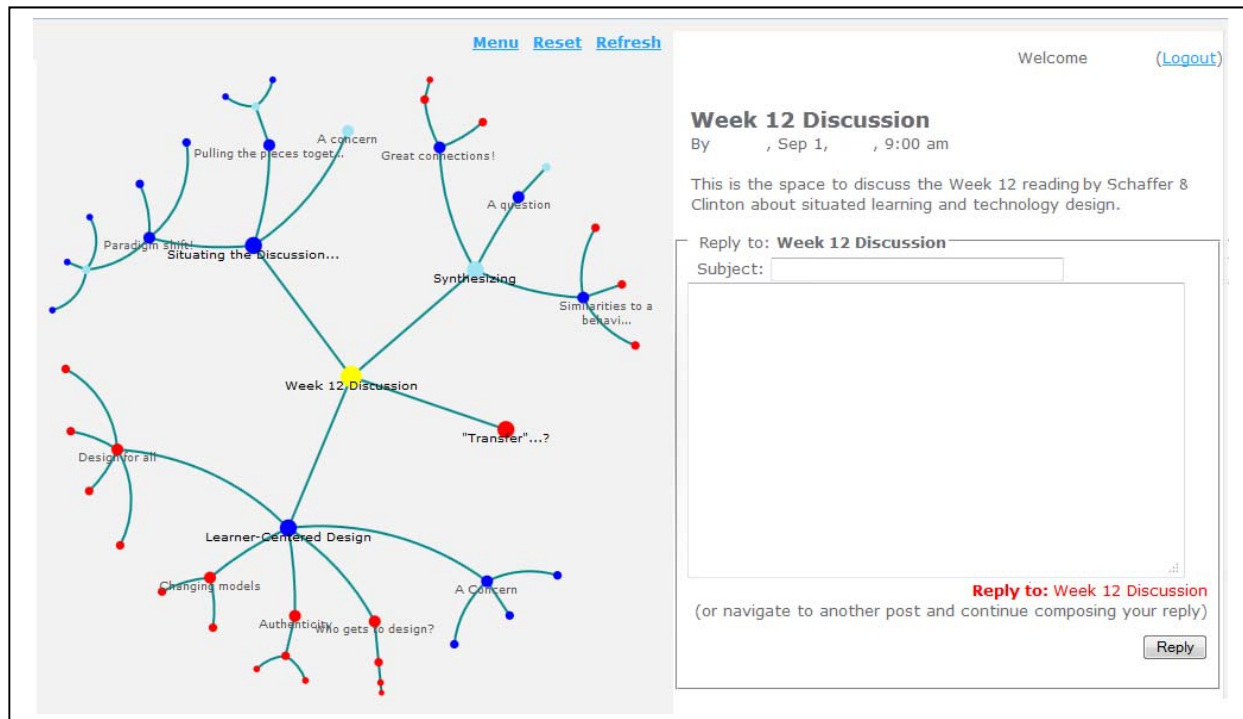 Menu Reset Refresh
A concern
Pulling the pieces toget...
Great connections!
A question
Paradigm shift!
Situating the Discussion...
Synthesizing
Similarities to a
behavi...
Week 12 Discussion
"Transfer"...?
Design for all
Learner-Centered Design
Changing models
A Concern
Authenticity
who gets to design?
Welcome (Logout)
Week 12 Discussion
By , Sep 1, , 9:00 am
This is the space to discuss the Week 12 reading by Schaffer &
Clinton about situated learning and technology design.
Reply to: Week 12 Discussion
Subject:
Reply to: Week 12 Discussion
(or navigate to another post and continue composing your reply)
Reply